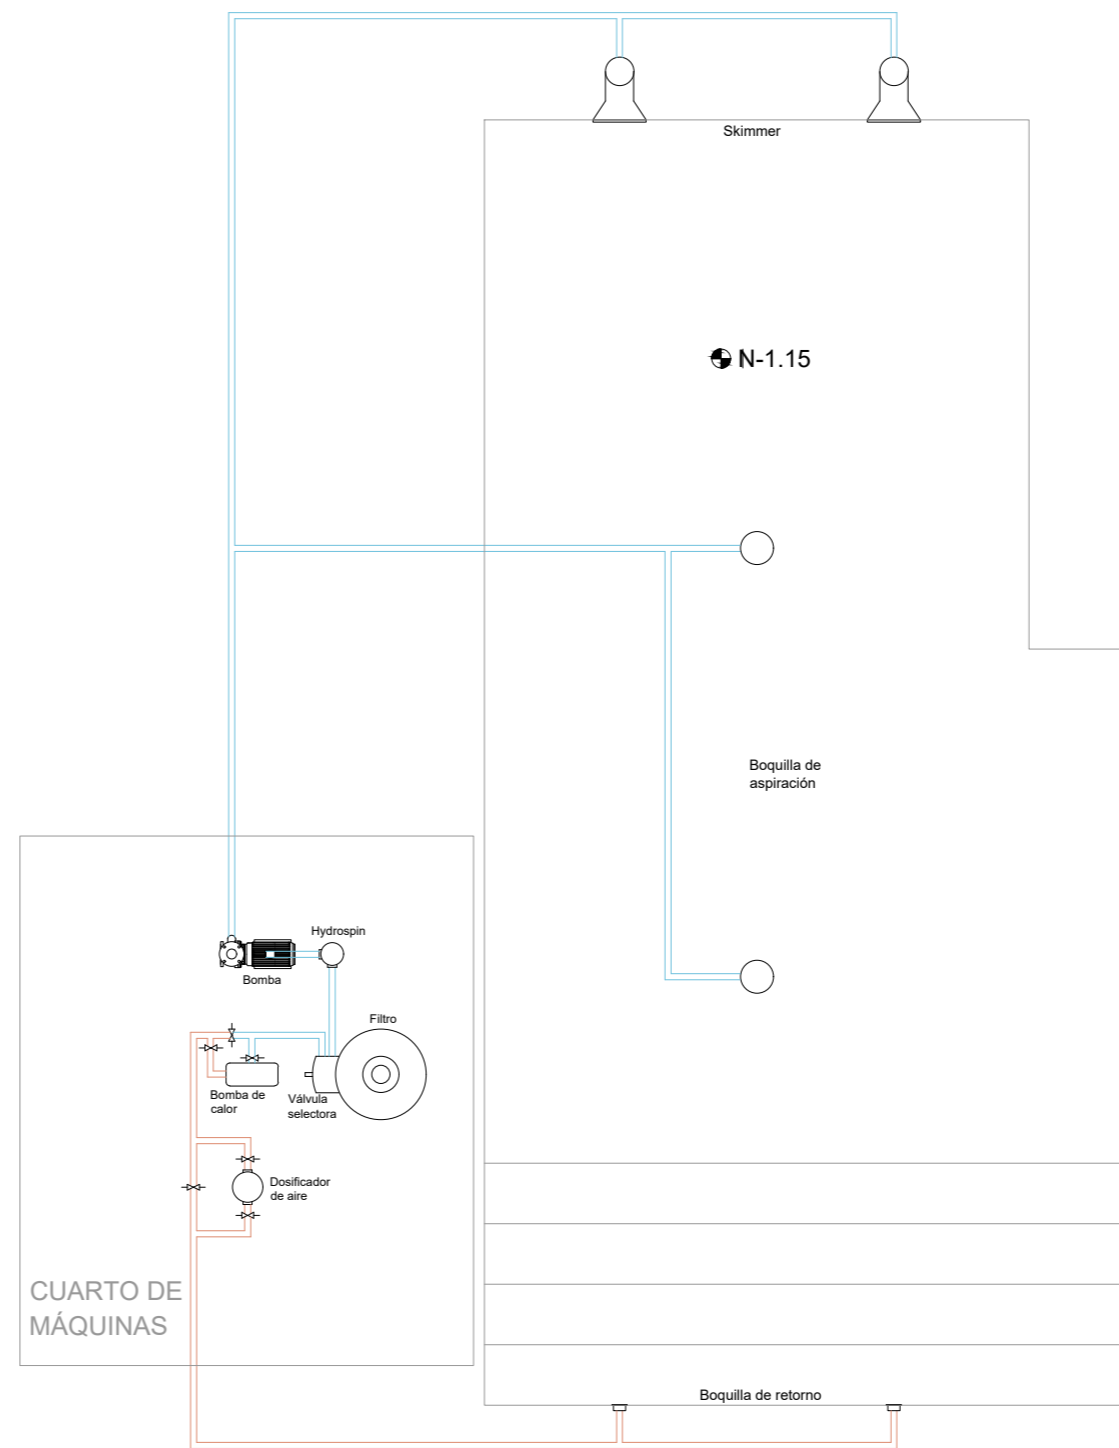 Skimmer
N-1.15
Boquilla de
aspiración
Hydrospin
Bomba
Filtro
Bomba de
calor
Válvula
selectora
Dosificador
de aire
CUARTO DE
MÁQUINAS
Boquilla de retorno